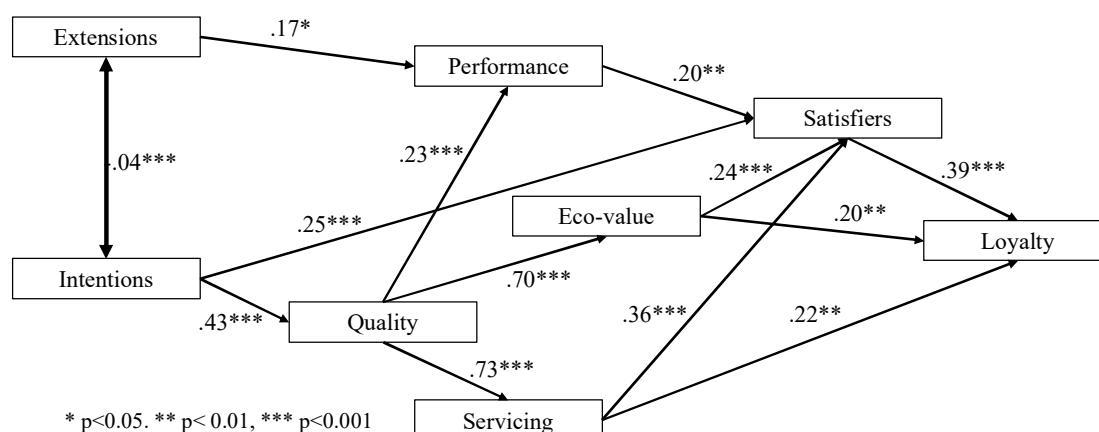 Extensions
.17*
Performance
.20**
Satisfiers
-.04***
.23***
.24***
.39***
Eco-value
.20**
.25***
Loyalty
Intentions
.70***
.43***
Quality
.36***
.22**
.73***
* p<0.05. ** p< 0.01, *** p<0.001
Servicing